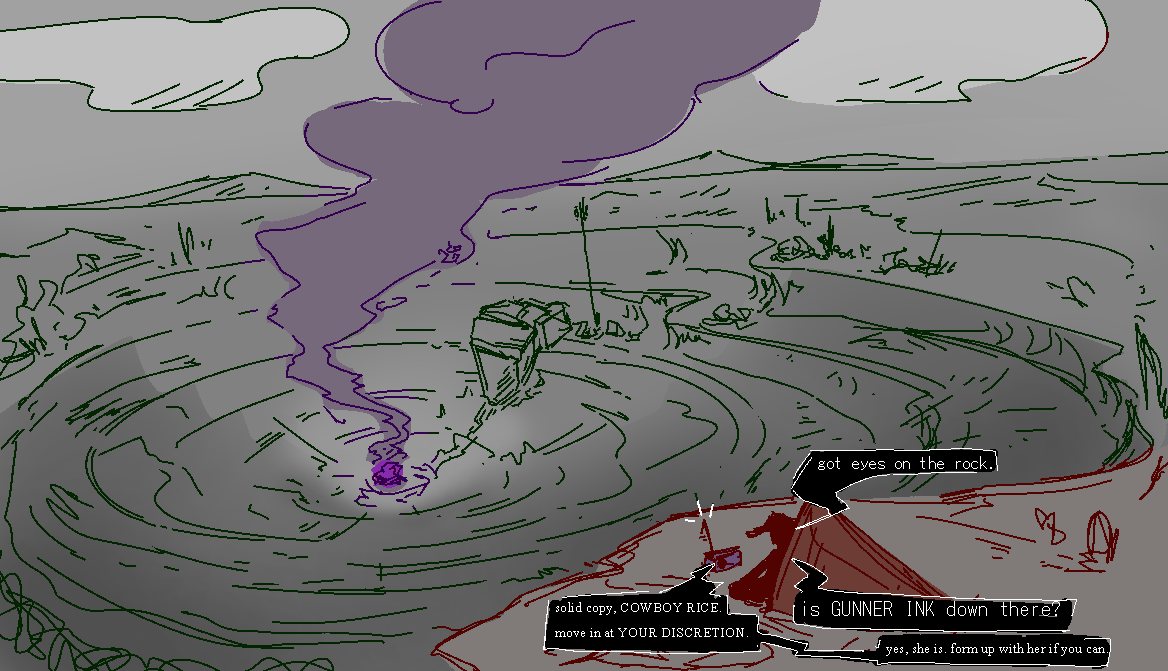 got eyes on the rock.
solid copy, COWBOY RICE.
move in at YOUR DISCRETION.
is GUNNER INK down there?
yes, she is. form up with her if you can